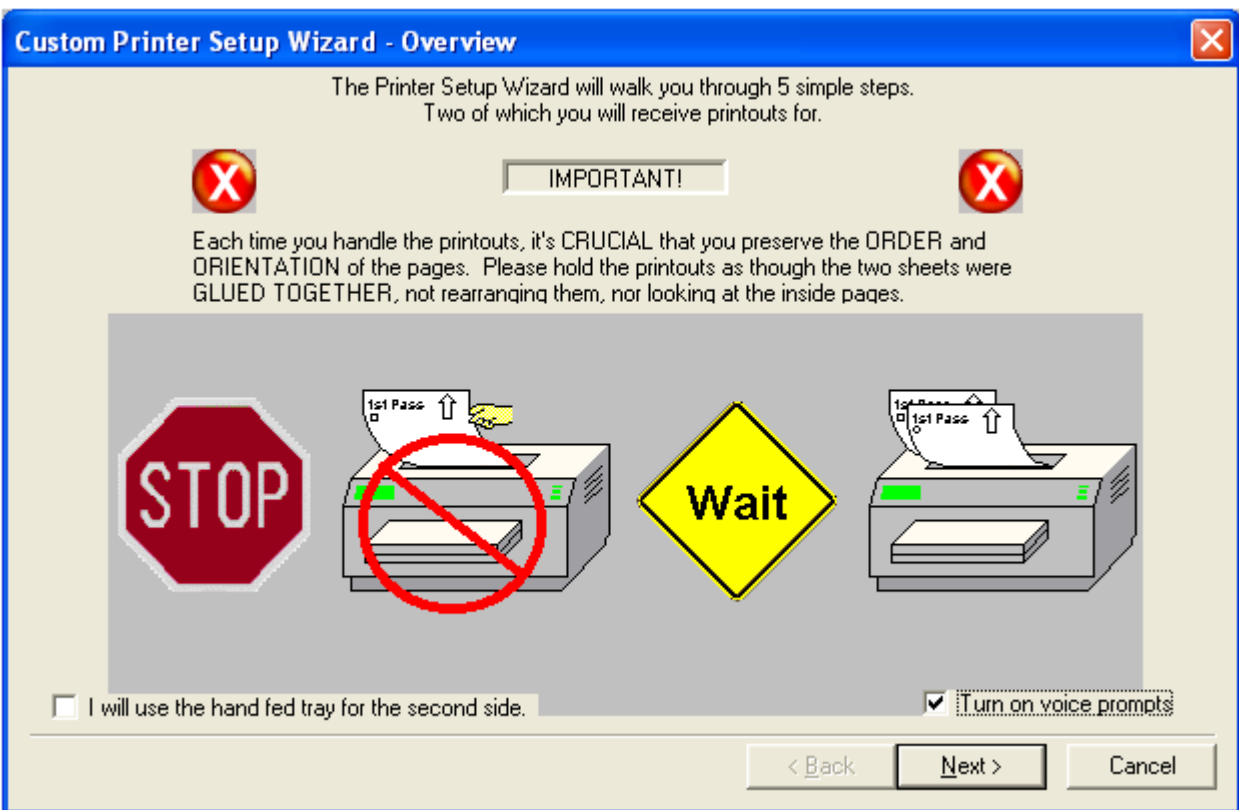 Custom Printer Setup Wizard - Overview
The Printer Setup Wizard will walk you through 5 simple steps.
Two of which you will receive printouts for.
IMPORTANT!
Each time you handle the printouts, it's CRUCIAL that you preserve the ORDER and
ORIENTATION of the pages. Please hold the printouts as though the two sheets were
GLUED TOGETHER, not rearranging them, nor looking at the inside pages.
STOP
1st Pass
Wait
1st Pass
1st Pass
I will use the hand fed tray for the second side.
Turn on voice prompts
< Back
Next >
Cancel